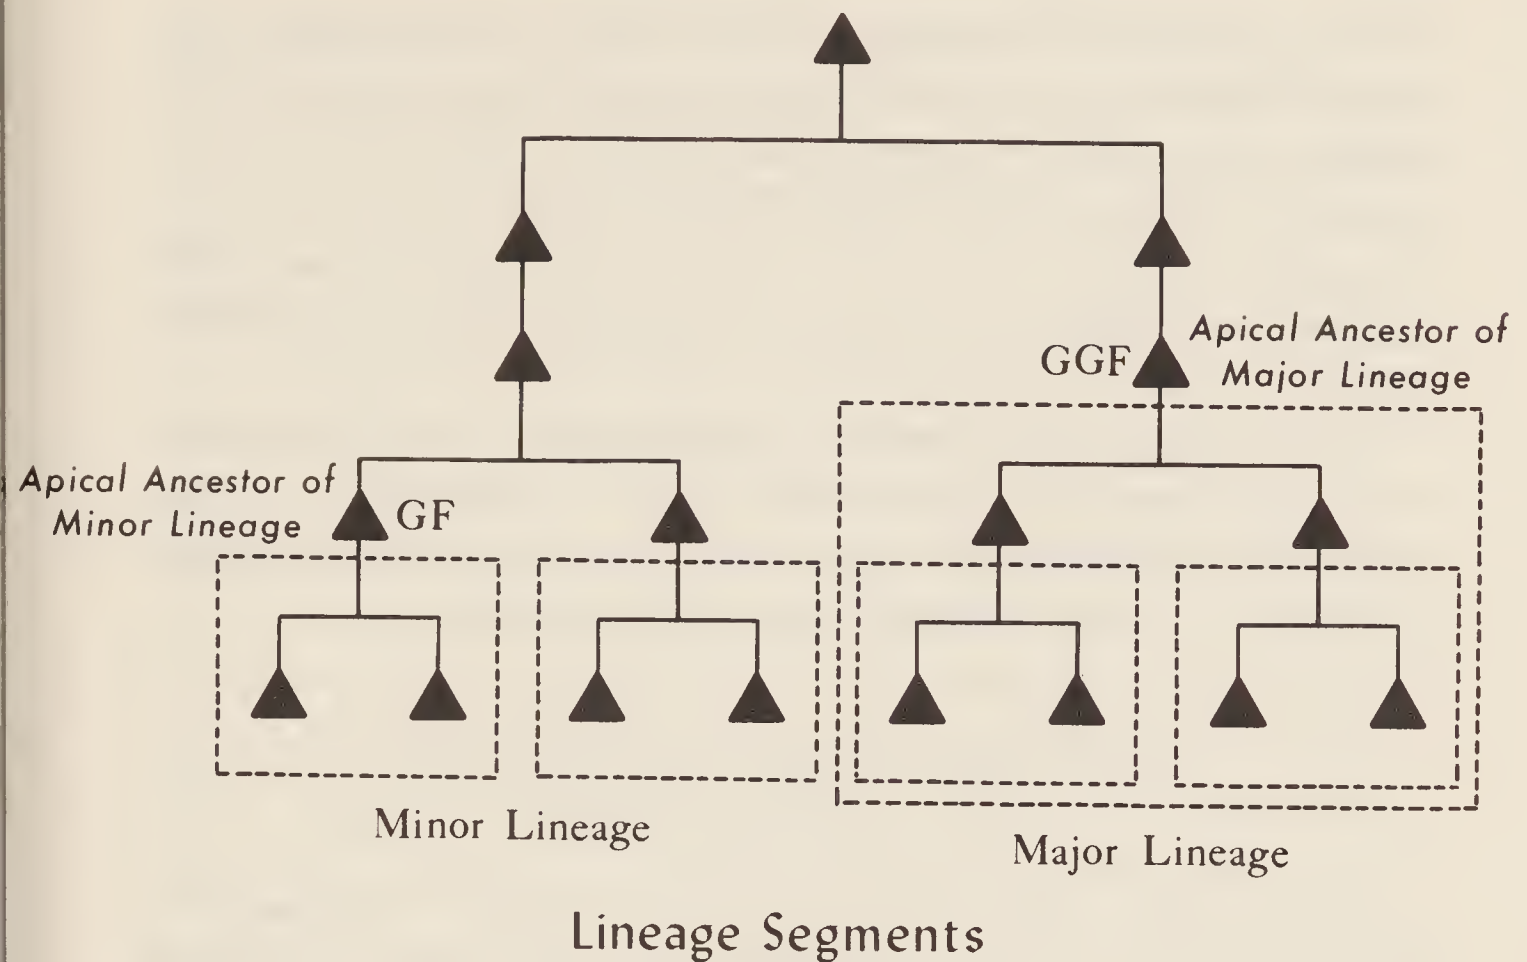 Apical Ancestor of
Major Lineage
GGF
Apical Ancestor of
Minor Lineage
GF
Minor Lineage
Major Lineage
Lineage Segments